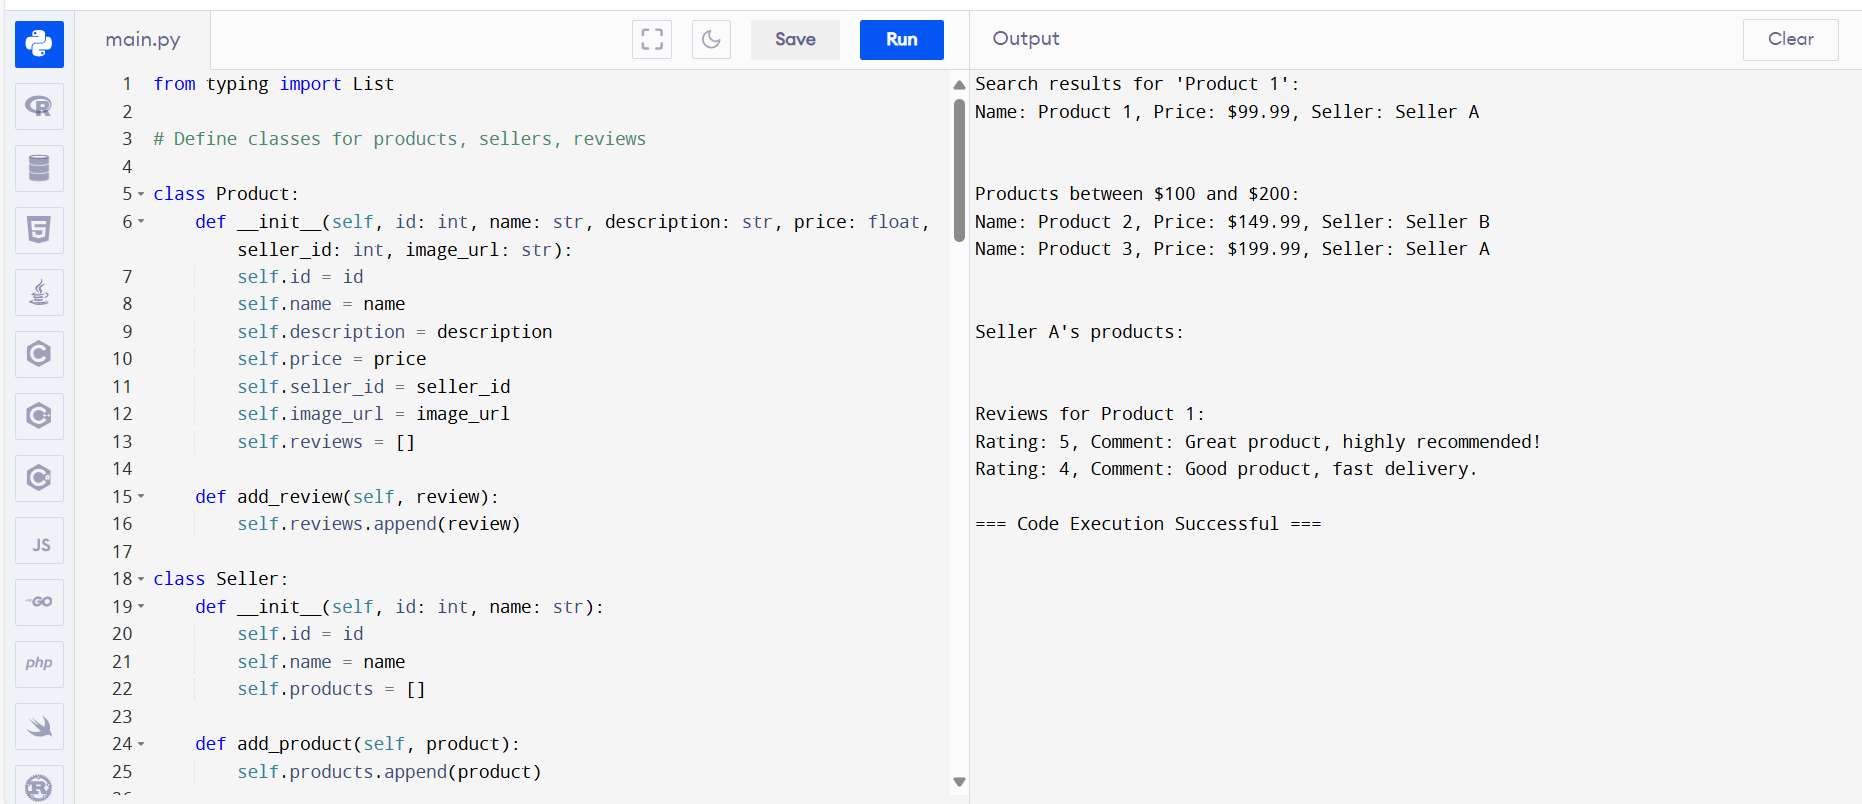 main.py
Save
Run
Output
Clear
1 from typing import List
2
3 # Define classes for products, sellers, reviews
4
5 class Product:
6 def __init__(self, id: int, name: str, description: str, price: float,
seller_id: int, image_url: str):
7 self.id = id
8 self.name = name
9 self.description = description
10 self.price = price
11 self.seller_id = seller_id
12 self.image_url = image_url
13 self.reviews = []
14
15 def add_review(self, review):
16 self.reviews.append(review)
17
18 class Seller:
19 def __init__(self, id: int, name: str):
20 self.id = id
21 self.name = name
22 self.products = []
23
24 def add_product(self, product):
25 self.products.append(product)
Search results for 'Product 1':
Name: Product 1, Price: $99.99, Seller: Seller A
Products between $100 and $200:
Name: Product 2, Price: $149.99, Seller: Seller B
Name: Product 3, Price: $199.99, Seller: Seller A
Seller A's products:
Reviews for Product 1:
Rating: 5, Comment: Great product, highly recommended!
Rating: 4, Comment: Good product, fast delivery.
=== Code Execution Successful ===
R
5
C
C
C
JS
GO
php
R